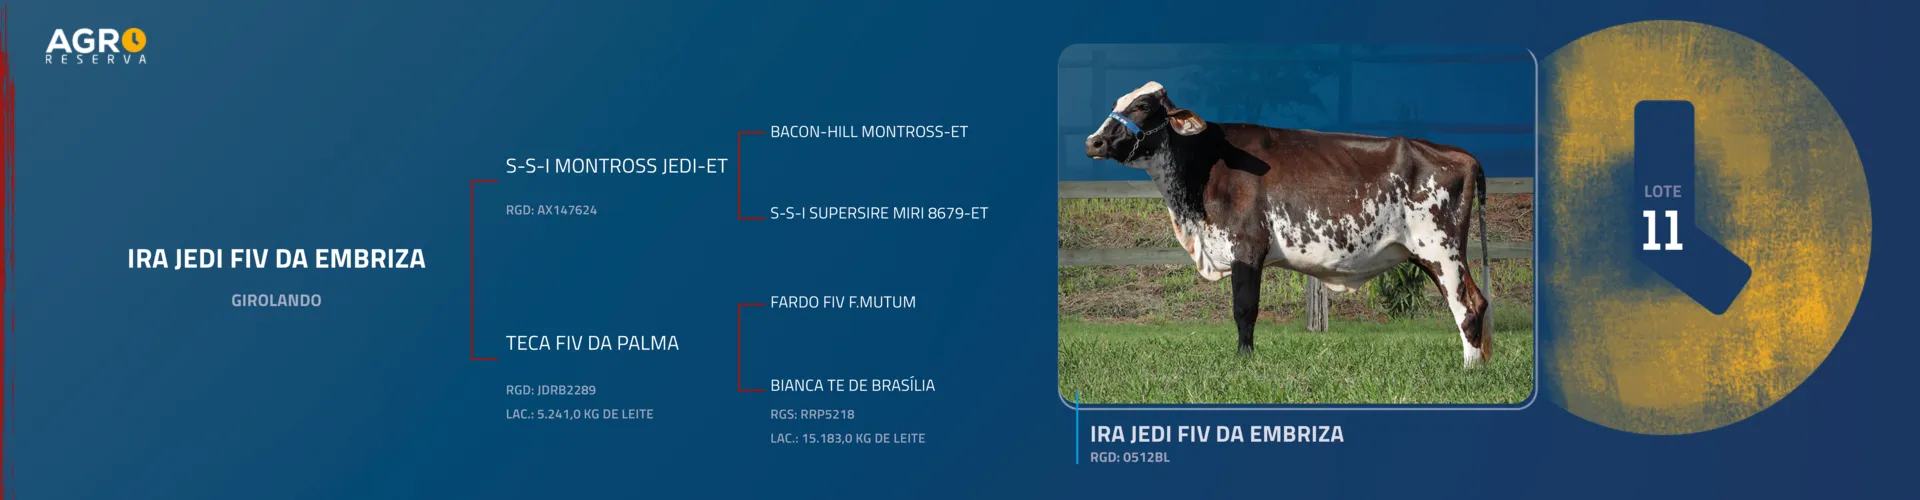 AGRO
RESERVA
IRA JEDI FIV DA EMBRIZA
GIROLANDO
S-S-I MONTROSS JEDI-ET
RGD: AX147624
TECA FIV DA PALMA
RGD: JDRB2289
LAC.: 5.241,0 KG DE LEITE
BACON-HILL MONTROSS-ET
S-S-I SUPERSIRE MIRI 8679-ET
FARDO FIV F.MUTUM
BIANCA TE DE BRASÍLIA
RGS: RRP5218
LAC.: 15.183,0 KG DE LEITE
IRA JEDI FIV DA EMBRIZA
RGD: 0512BL
LOTE
11